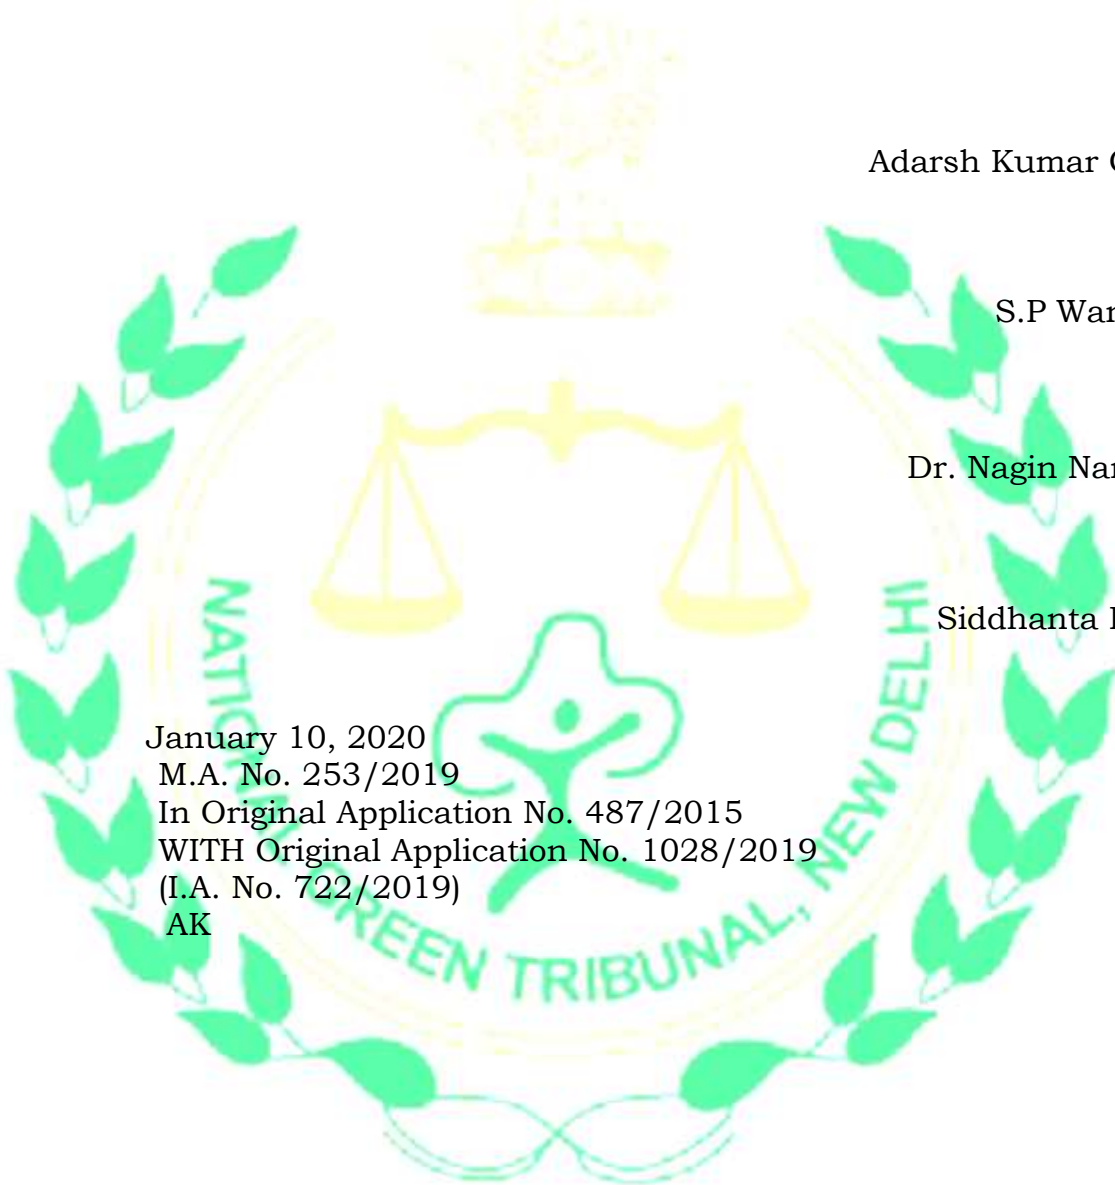 Adarsh Kumar
S.P
Dr. Nagin
Siddhanta
January 10, 2020
M.A. No. 253/2019
In Original Application No. 487/2015
WITH Original Application No. 1028/2019
(I.A. No. 722/2019)
AK
NATIONAL GREEN TRIBUNAL, NEW DELHI